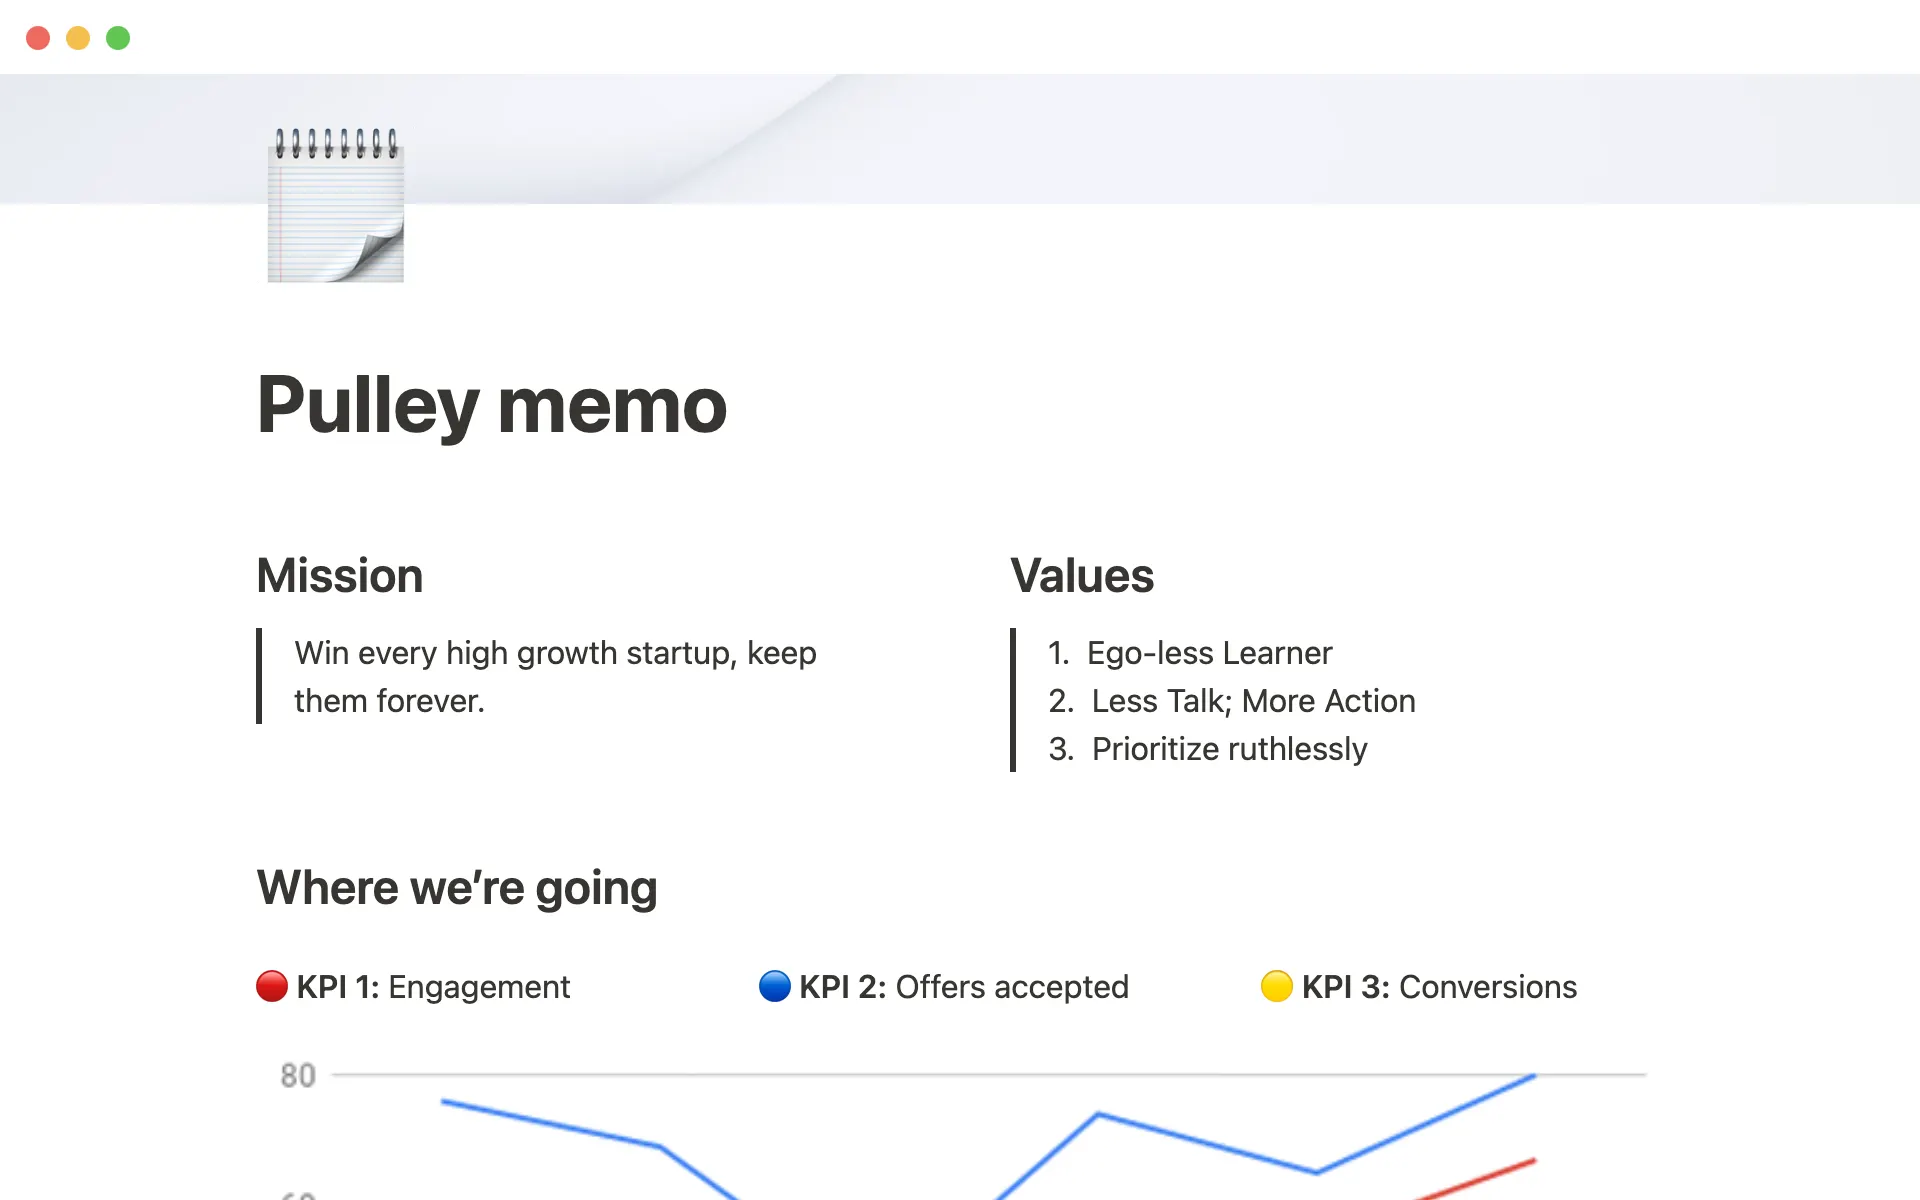 Pulley memo
Mission
Win every high growth startup, keep
them forever.
Values
1. Ego-less Learner
2. Less Talk; More Action
3. Prioritize ruthlessly
Where we’re going
KPI 1: Engagement
KPI 2: Offers accepted
KPI 3: Conversions
80